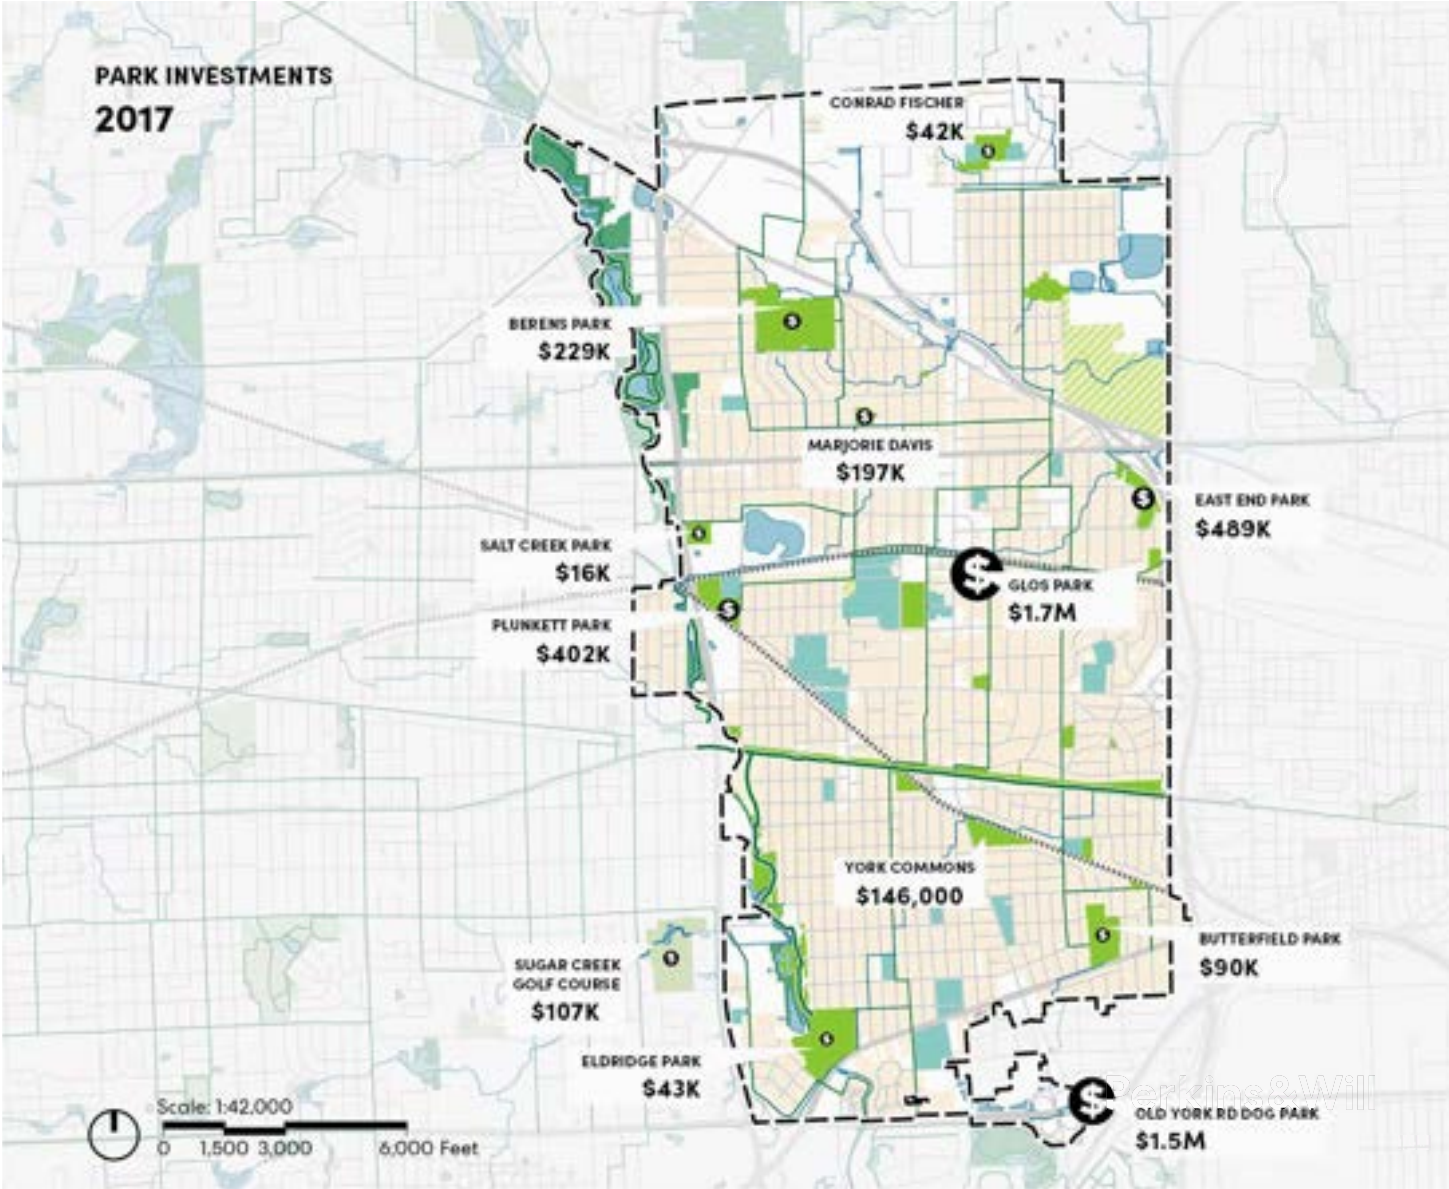 PARK INVESTMENTS
2017
CONRAD FISCHER
$42K
BERENS PARK
$229K
MARJORIE DAVIS
$197K
EAST END PARK
$489K
SALT CREEK PARK
$16K
GLOS PARK
$1.7M
PLUNKETT PARK
$402K
YORK COMMONS
$146,000
BUTTERFIELD PARK
$90K
SUGAR CREEK
GOLF COURSE
$107K
ELDRIDGE PARK
$43K
Perkins&Will
OLD YORK RD DOG PARK
$1.5M
Scale: 1:42,000
0 1,500 3,000 6,000 Feet